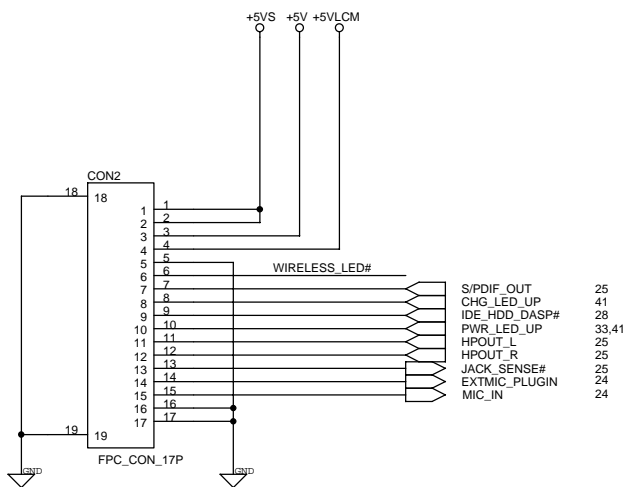 +5VS +5V +5VLCM
CON2
18 18 1 1
2 2
3 3
4 4
5 5
6 6 WIRELESS_LED#
7 7 S/PDIF_OUT 25
8 8 CHG_LED_UP 41
9 9 IDE_HDD_DASP# 28
10 10 PWR_LED_UP 33,41
11 11 HPOUT_L 25
12 12 HPOUT_R 25
13 13 JACK_SENSE# 25
14 14 EXTMIC_PLUGIN 24
15 15 MIC_IN 24
16 16
19 19 17 17
FPC_CON_17P
GND GND